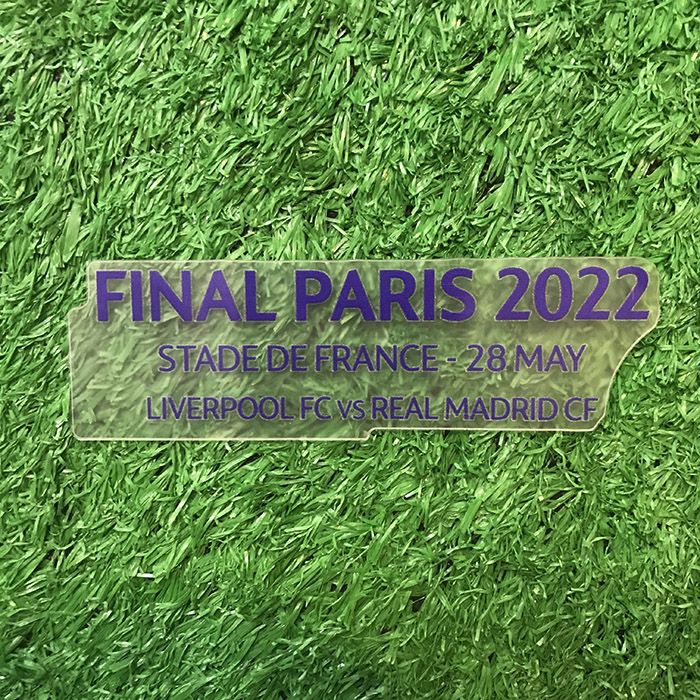 FINAL PARIS 2022
STADE DE FRANCE - 28 MAY
LIVERPOOL FC vs REAL MADRID CF